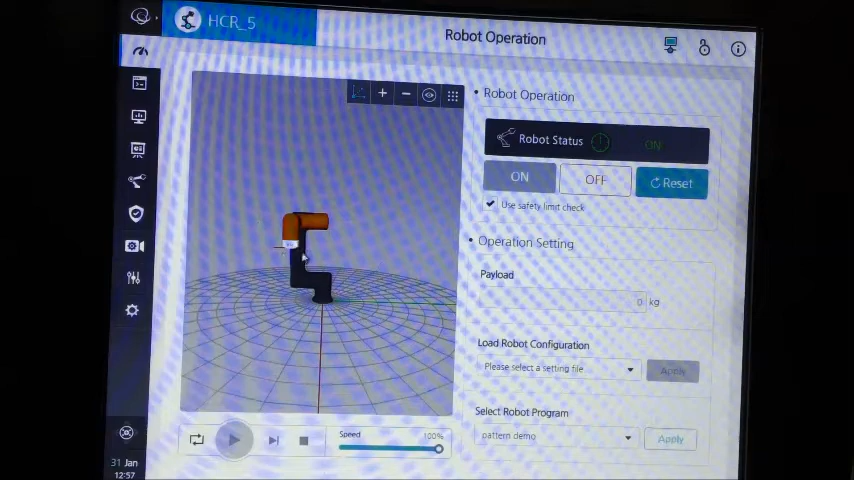 HCR_5
Robot Operation
Robot Operation
Robot Status ON
ON OFF Reset
Use safety limit check
Operation Setting
Payload
0 kg
Load Robot Configuration
Please select a setting file Apply
Select Robot Program
pattern demo Apply
Speed 100%
31 Jan
12:57